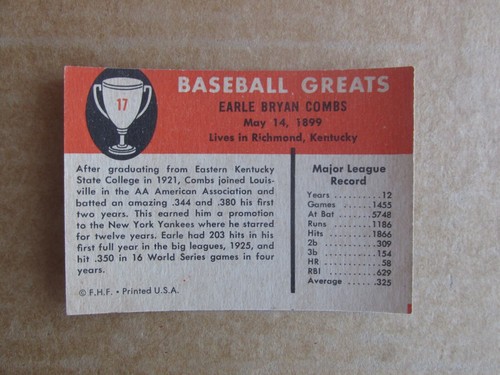 17
BASEBALL GREATS
EARLE BRYAN COMBS
May 14, 1899
Lives in Richmond, Kentucky
After graduating from Eastern Kentucky
State College in 1921, Combs joined Louis-
ville in the AA American Association and
batted an amazing .344 and .380 his first
two years. This earned him a promotion
to the New York Yankees where he starred
for twelve years. Earle had 203 hits in his
first full year in the big leagues, 1925, and
hit .350 in 16 World Series games in four
years.
© F.H.F. • Printed U.S.A.
Major League
Record
Years ..........12
Games ........1455
At Bat ........5748
Runs ..........1186
Hits ...........1866
2b .............309
3b .............154
HR .............58
RBI ............629
Average .......325